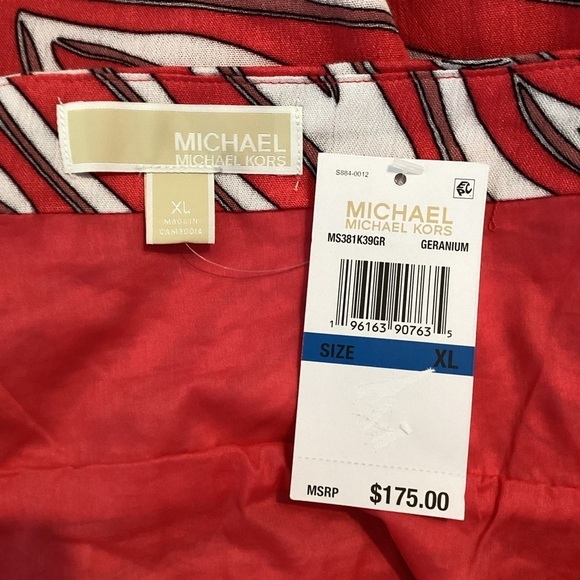 MICHAEL
MICHAEL KORS
XL
MADE IN
CAMBODIA
S884-0012
MICHAEL
MICHAEL KORS
MS381K39GR GERANIUM
1 96163 90763 5
SIZE XL
MSRP $175.00